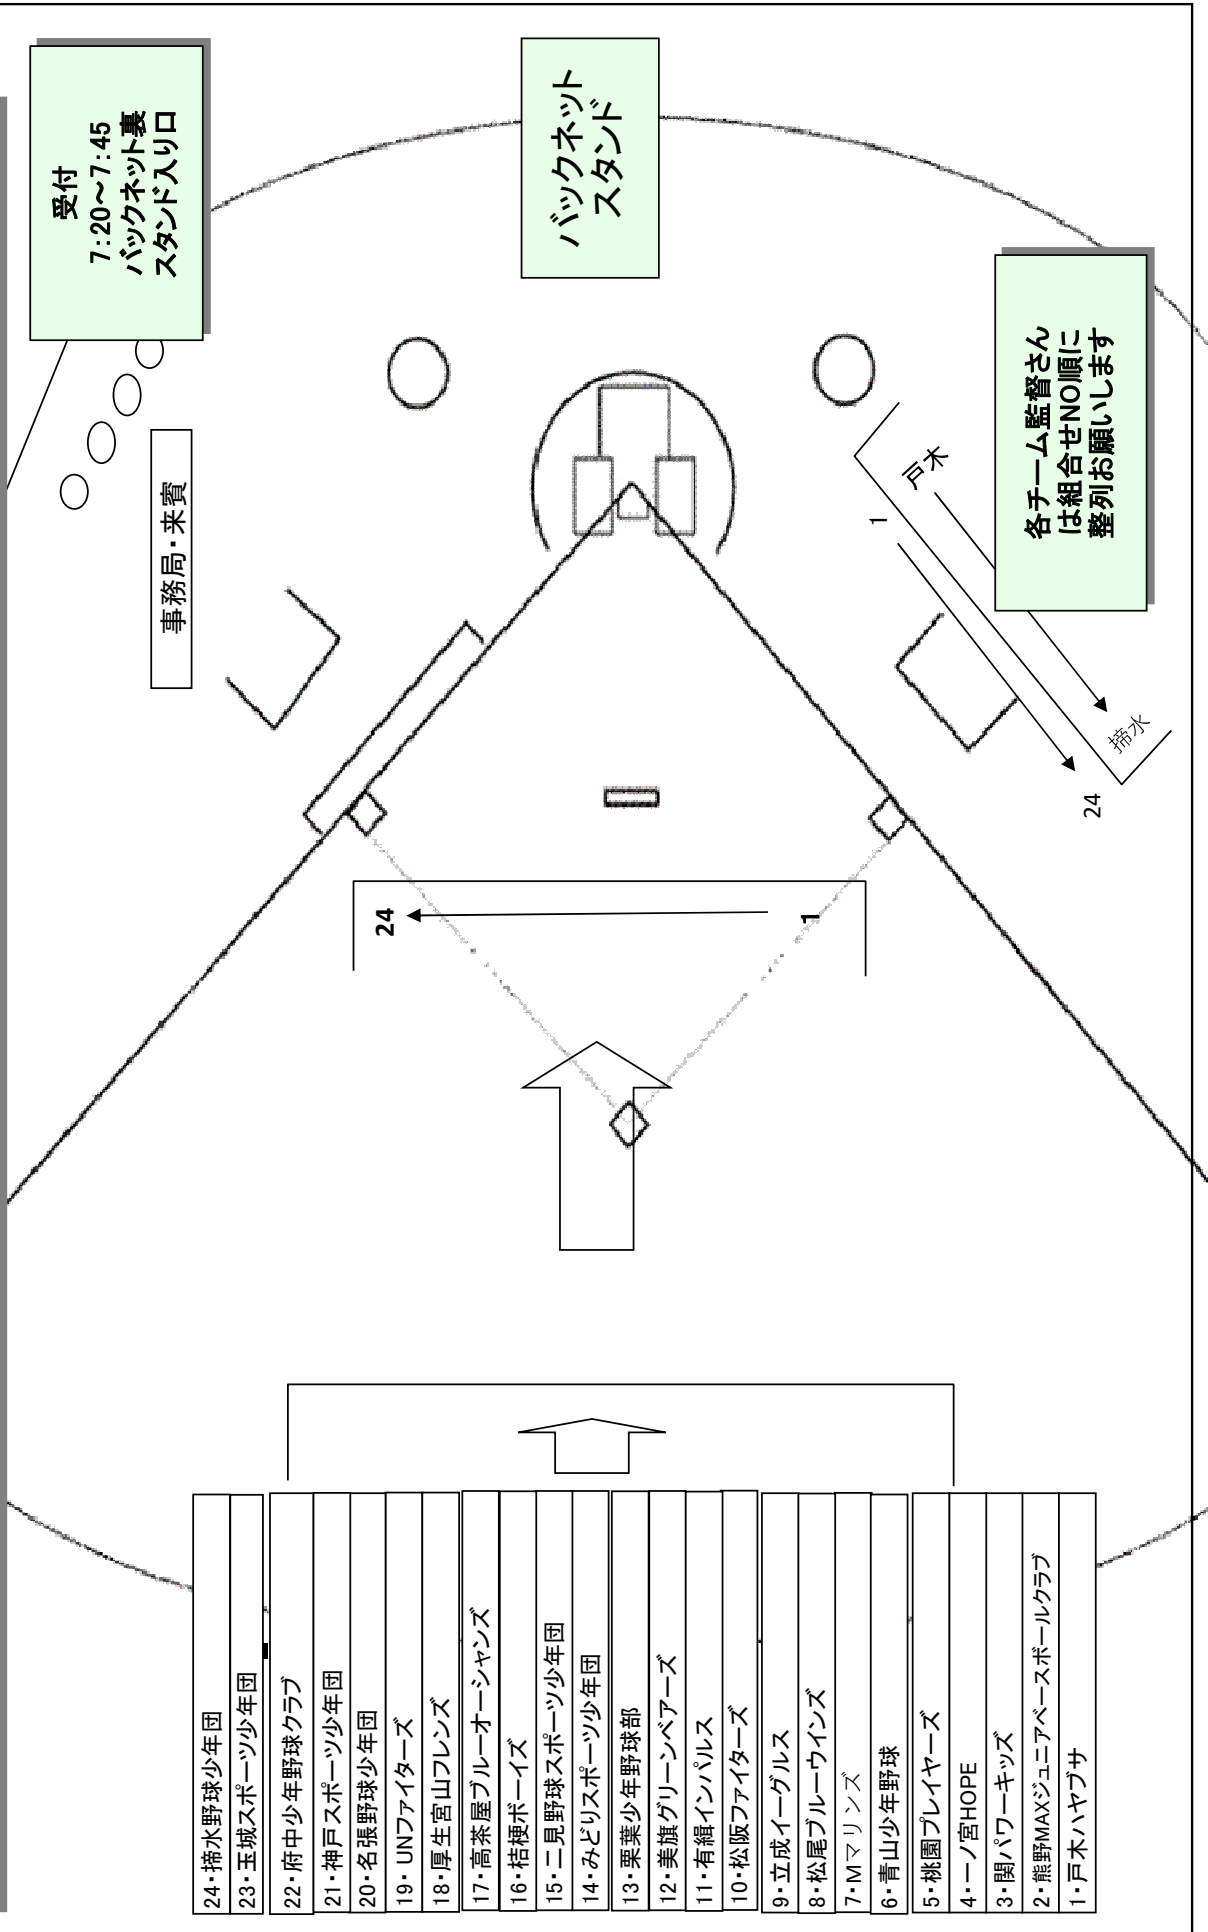 受付
7:20～7:45
バックネット裏
スタンド入り口
バックネット
スタンド
各チーム監督さん
は組合せNO順に
整列お願いします
事務局・来賓
戸木
1
揥水
24
24
1
24・揥水野球少年団
23・玉城スポーツ少年団
22・府中少年野球クラブ
21・神戸スポーツ少年団
20・名張野球少年団
19・UNファイターズ
18・厚生宮山フレンズ
17・高茶屋ブルーオーシャンズ
16・桔梗ボーイズ
15・二見野球スポーツ少年団
14・みどりスポーツ少年団
13・栗葉少年野球部
12・美旗グリーンベアーズ
11・有緝インパルス
10・松阪ファイターズ
9・立成イーグルス
8・松尾ブルーウインズ
7・Mマリンズ
6・青山少年野球
5・桃園プレイヤーズ
4・一ノ宮HOPE
3・関パワーキッズ
2・熊野MAXジュニアベースボールクラブ
1・戸木ハヤブサ